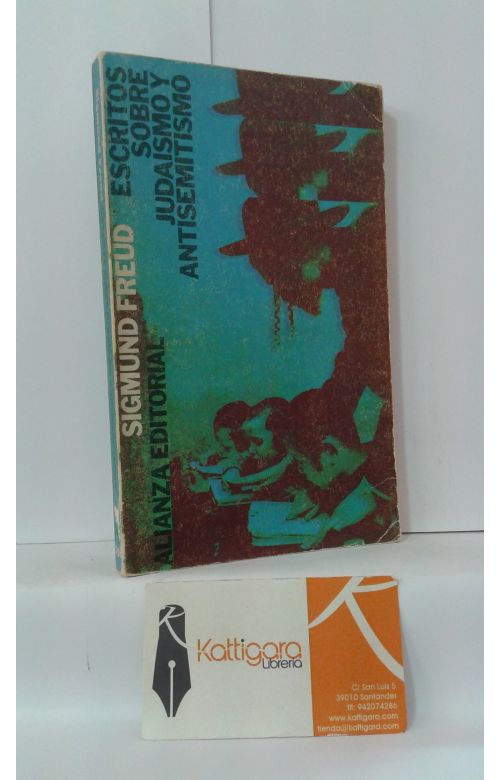 SIGMUND FREUD
ESCRITOS
SOBRE
JUDAISMO Y
ANTISEMITISMO
ALIANZA EDITORIAL
Kattigara
Librería
C/ San Luis 5
39010 Santander
tlf: 942074286
www.kattigara.com
tienda@kattigara.com